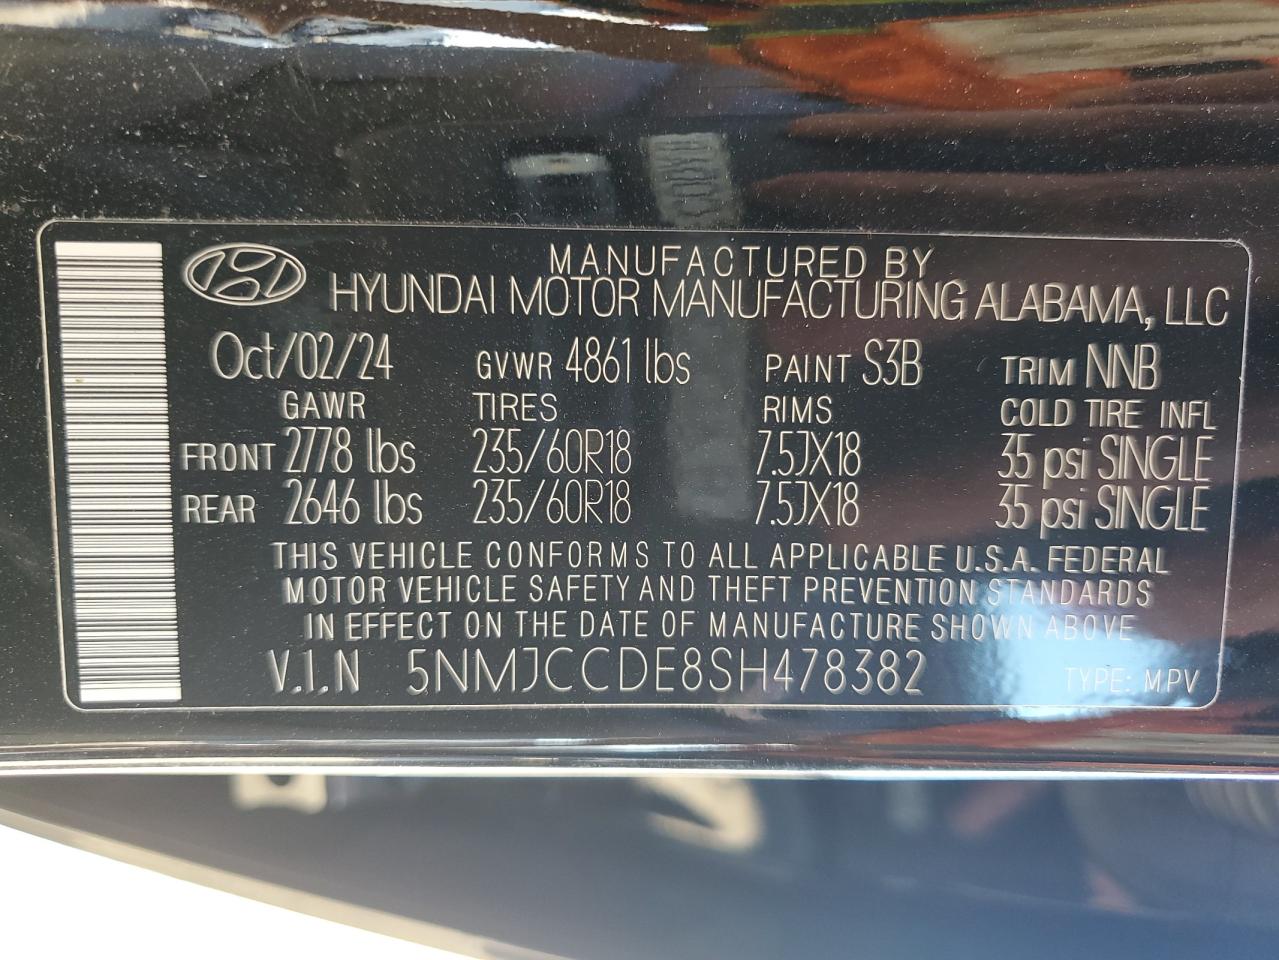 MANUFACTURED BY
HYUNDAI MOTOR MANUFACTURING ALABAMA, LLC
Oct/02/24 GVWR 4861 lbs PAINT S3B TRIM NNB
GAWR TIRES RIMS COLD TIRE INFL
FRONT 2778 lbs 235/60R18 7.5JX18 35 psi SINGLE
REAR 2646 lbs 235/60R18 7.5JX18 35 psi SINGLE
THIS VEHICLE CONFORMS TO ALL APPLICABLE U.S.A. FEDERAL
MOTOR VEHICLE SAFETY AND THEFT PREVENTION STANDARDS
IN EFFECT ON THE DATE OF MANUFACTURE SHOWN ABOVE
V.I.N 5NMJCCDE8SH478382 TYPE: MPV